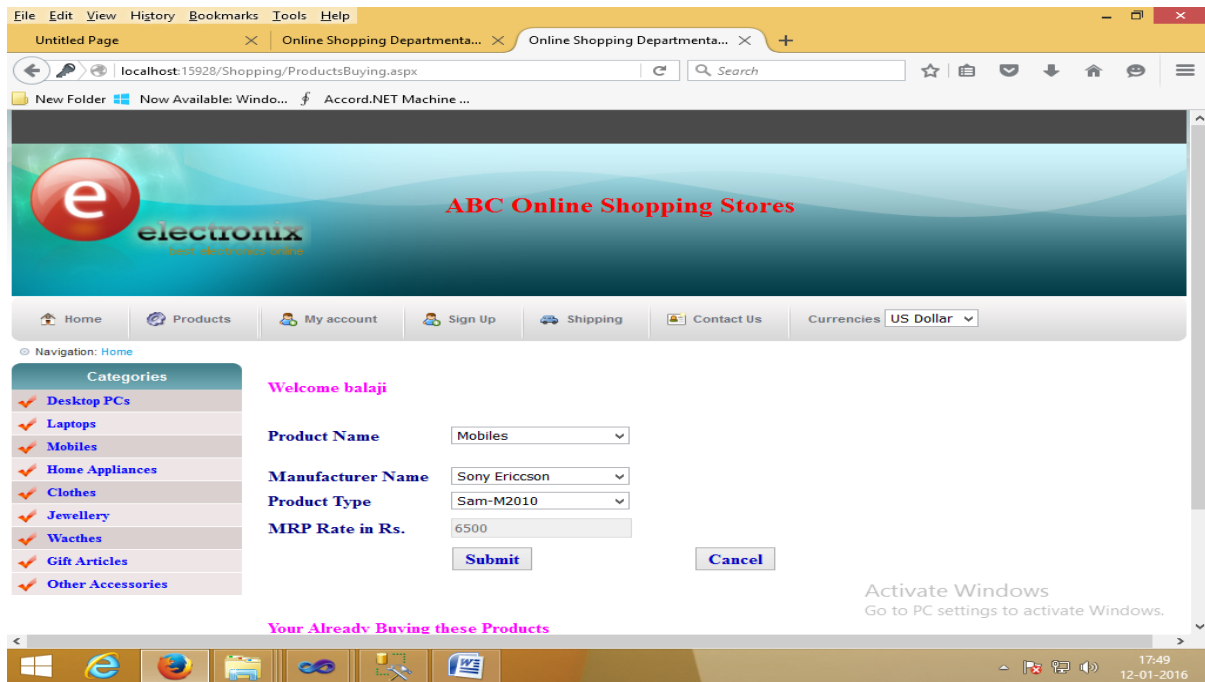 File Edit View History Bookmarks Tools Help
Untitled Page Online Shopping Departmenta... Online Shopping Departmenta...
localhost:15928/Shopping/ProductsBuying.aspx Search
New Folder Now Available: Windo... Accord.NET Machine ...
e
electronix
best electronics online
ABC Online Shopping Stores
Home Products My account Sign Up Shipping Contact Us Currencies US Dollar
Navigation: Home
Categories
Desktop PCs
Laptops
Mobiles
Home Appliances
Clothes
Jewellery
Wacthes
Gift Articles
Other Accessories
Welcome balaji
Product Name Mobiles
Manufacturer Name Sony Ericcson
Product Type Sam-M2010
MRP Rate in Rs. 6500
Submit Cancel
Your Already Buying these Products
Activate Windows
Go to PC settings to activate Windows.
17:49
12-01-2016